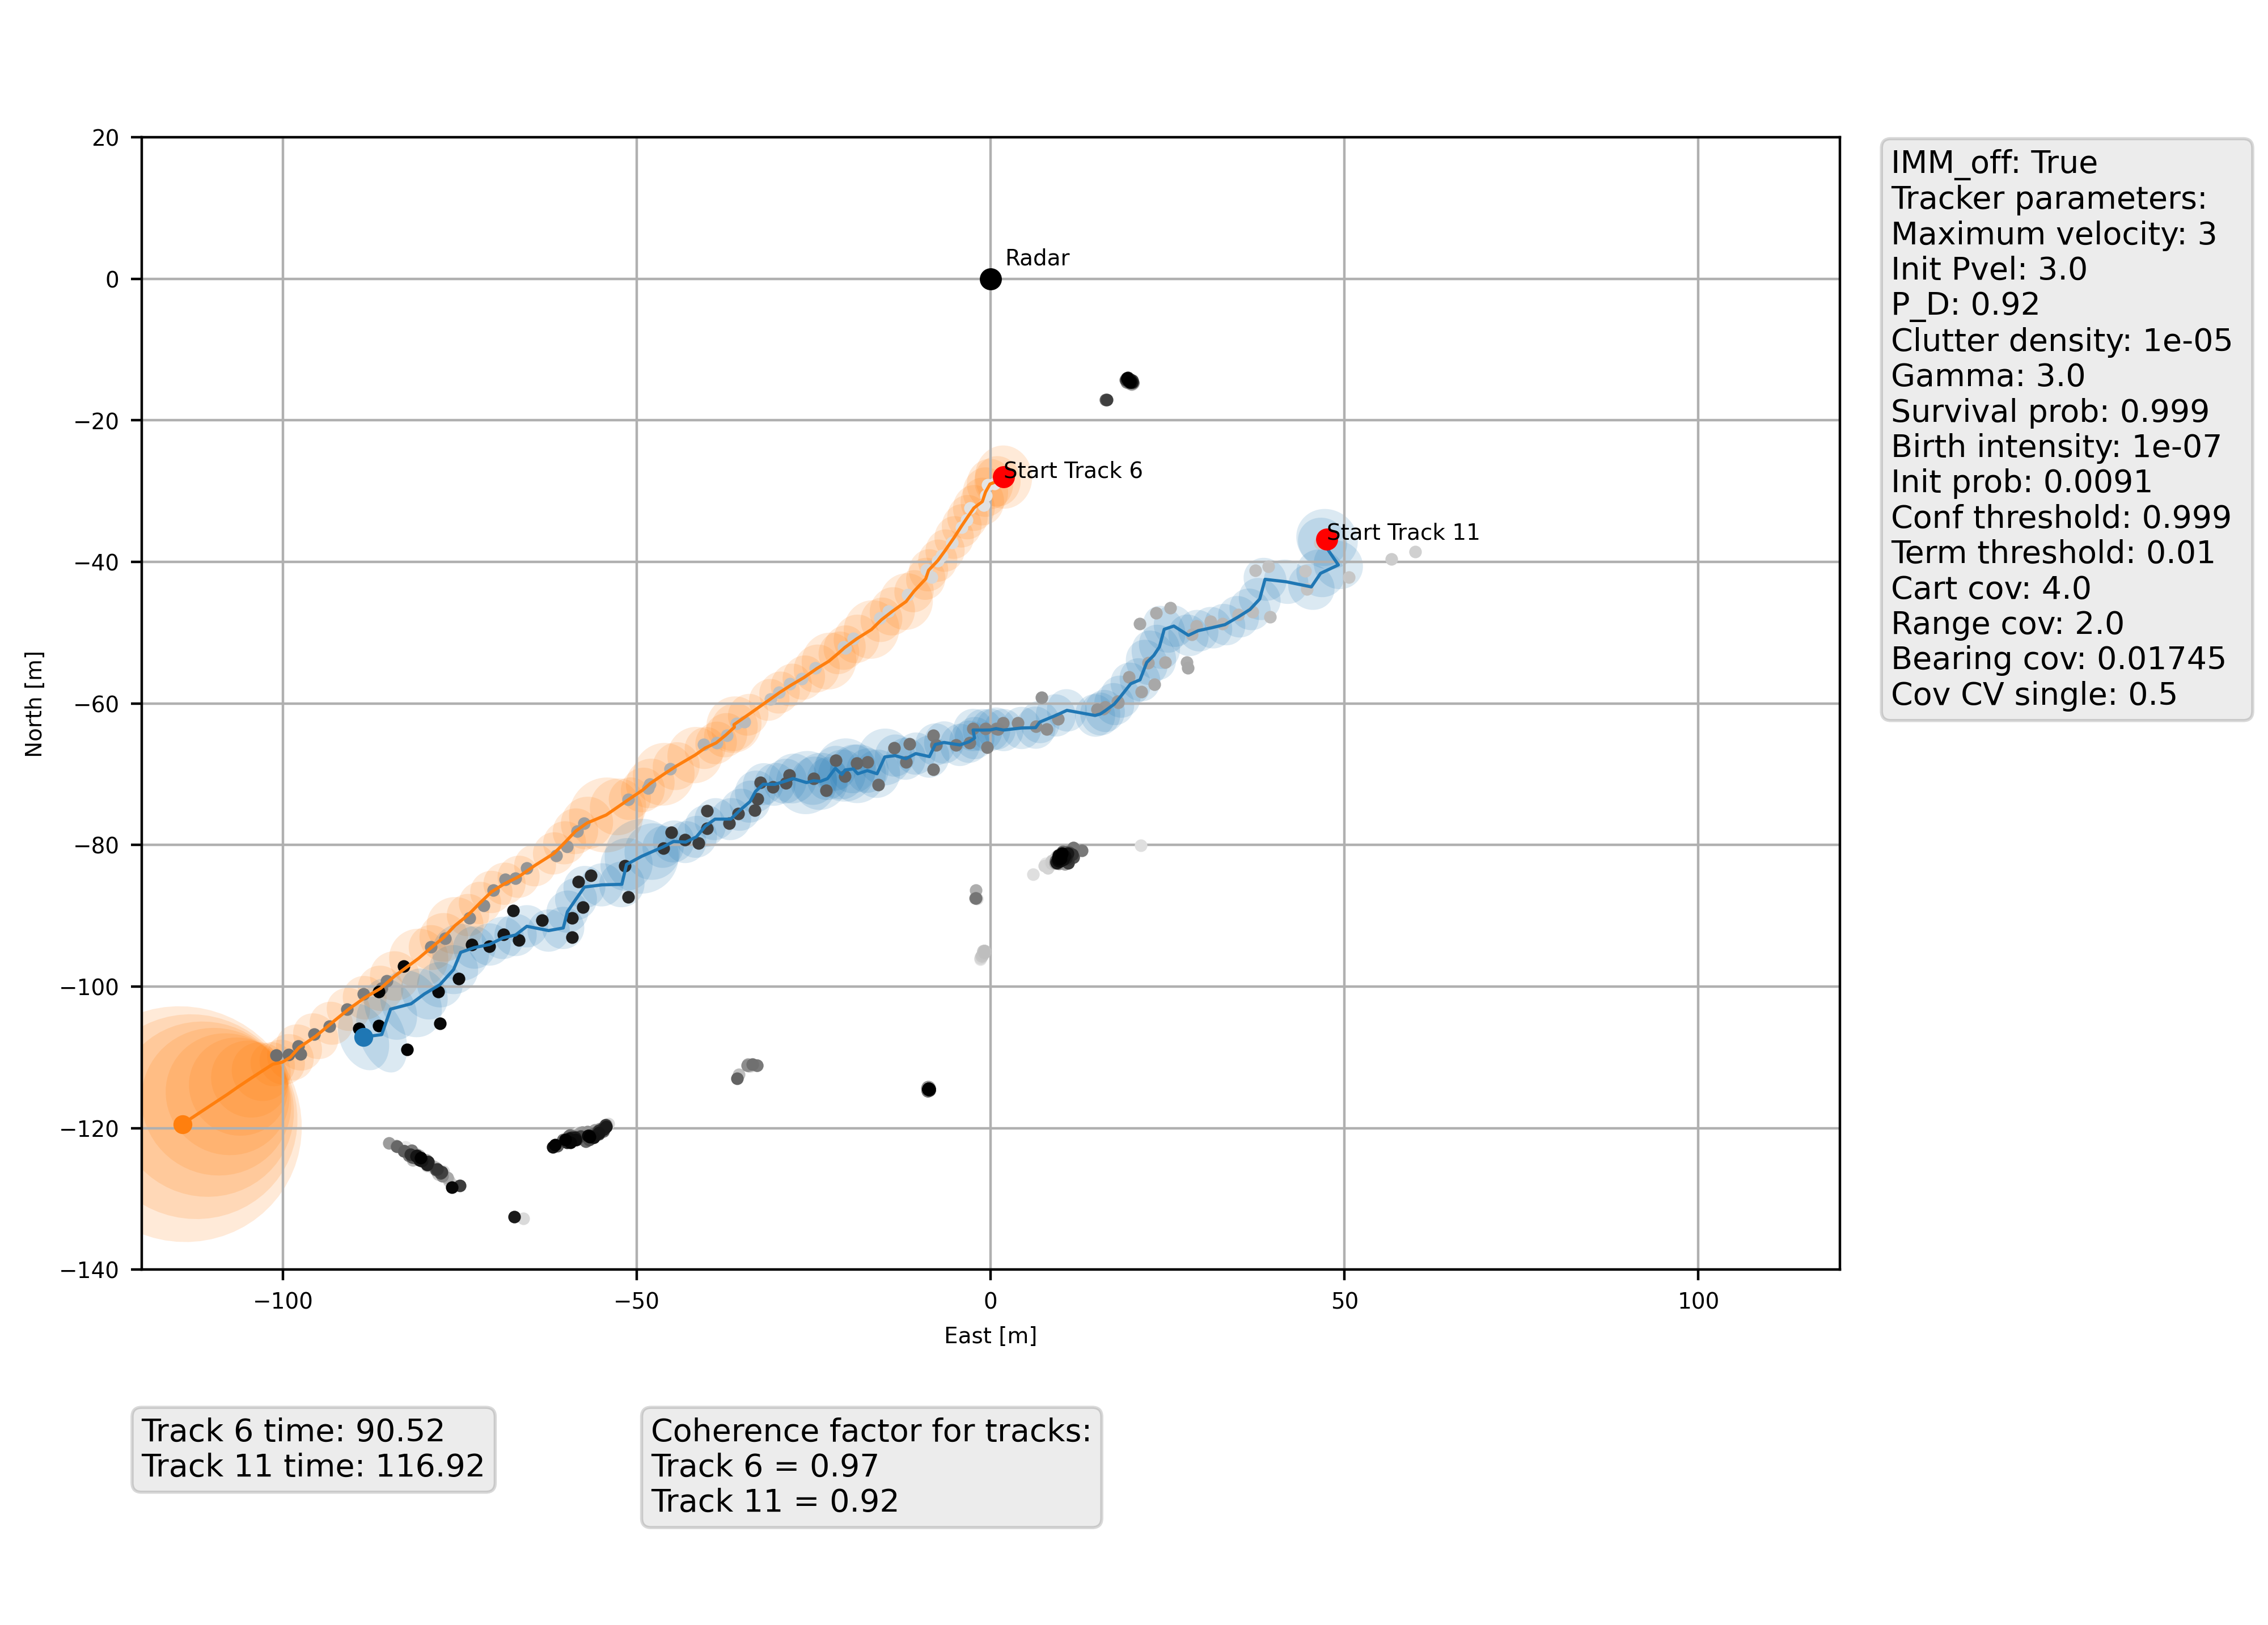 20
0
−20
−40
−60
−80
−100
−120
−140
North [m]
Radar
Start Track 6
Start Track 11
−100
−50
0
50
100
East [m]
IMM_off: True
Tracker parameters:
Maximum velocity: 3
Init Pvel: 3.0
P_D: 0.92
Clutter density: 1e-05
Gamma: 3.0
Survival prob: 0.999
Birth intensity: 1e-07
Init prob: 0.0091
Conf threshold: 0.999
Term threshold: 0.01
Cart cov: 4.0
Range cov: 2.0
Bearing cov: 0.01745
Cov CV single: 0.5
Track 6 time: 90.52
Track 11 time: 116.92
Coherence factor for tracks:
Track 6 = 0.97
Track 11 = 0.92